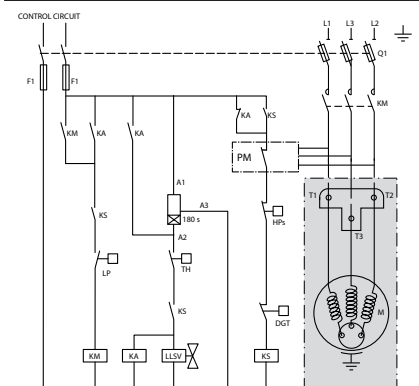 CONTROL CIRCUIT
L1 L3 L2
Q1
F1 F1
KM KA KA KA KS KM
PM
A1
A3
T1 T2
180 s
KS HPs
T3
A2
LP TH
KS
M
DGT
KM KA LLSV KS